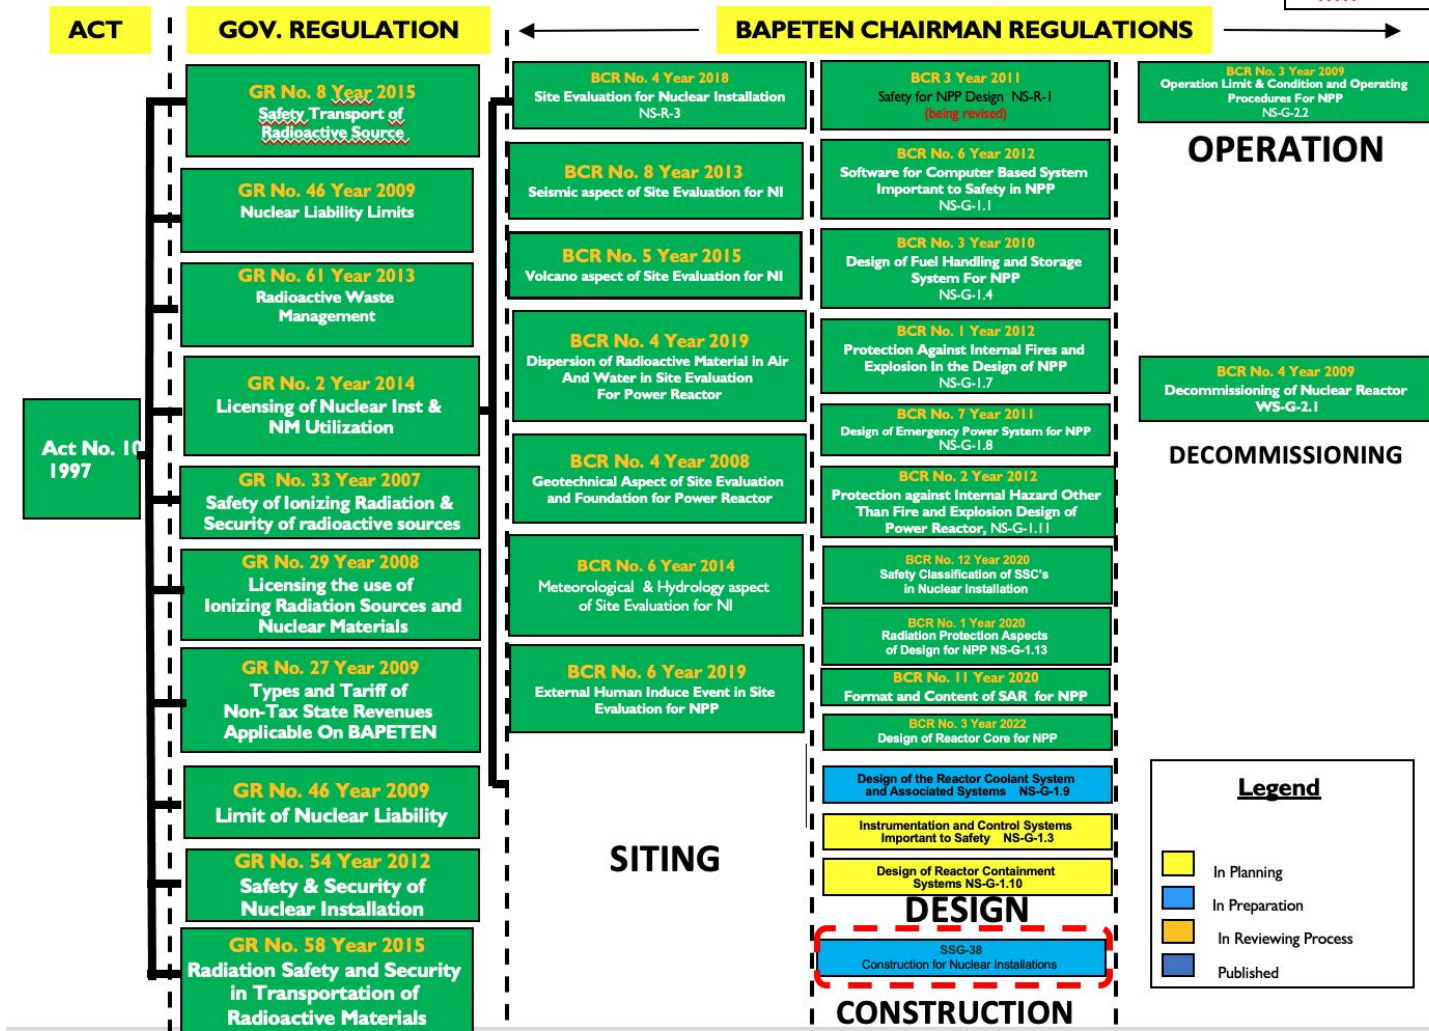 ACT
GOV. REGULATION
BAPETEN CHAIRMAN REGULATIONS
Act No. 10
1997
GR No. 8 Year 2015
Safety Transport of
Radioactive Source
GR No. 46 Year 2009
Nuclear Liability Limits
GR No. 61 Year 2013
Radioactive Waste
Management
GR No. 2 Year 2014
Licensing of Nuclear Inst &
NM Utilization
GR No. 33 Year 2007
Safety of Ionizing Radiation &
Security of radioactive sources
GR No. 29 Year 2008
Licensing the use of
Ionizing Radiation Sources and
Nuclear Materials
GR No. 27 Year 2009
Types and Tariff of
Non-Tax State Revenues
Applicable On BAPETEN
GR No. 46 Year 2009
Limit of Nuclear Liability
GR No. 54 Year 2012
Safety & Security of
Nuclear Installation
GR No. 58 Year 2015
Radiation Safety and Security
in Transportation of
Radioactive Materials
BCR No. 4 Year 2018
Site Evaluation for Nuclear Installation
NS-R-3
BCR No. 8 Year 2013
Seismic aspect of Site Evaluation for NI
BCR No. 5 Year 2015
Volcano aspect of Site Evaluation for NI
BCR No. 4 Year 2019
Dispersion of Radioactive Material in Air
And Water in Site Evaluation
For Power Reactor
BCR No. 4 Year 2008
Geotechnical Aspect of Site Evaluation
and Foundation for Power Reactor
BCR No. 6 Year 2014
Meteorological & Hydrology aspect
of Site Evaluation for NI
BCR No. 6 Year 2019
External Human Induce Event in Site
Evaluation for NPP
SITING
BCR 3 Year 2011
Safety for NPP Design NS-R-1
(being revised)
BCR No. 6 Year 2012
Software for Computer Based System
Important to Safety in NPP
NS-G-1.1
BCR No. 3 Year 2010
Design of Fuel Handling and Storage
System For NPP
NS-G-1.4
BCR No. 1 Year 2012
Protection Against Internal Fires and
Explosion In the Design of NPP
NS-G-1.7
BCR No. 7 Year 2011
Design of Emergency Power System for NPP
NS-G-1.8
BCR No. 2 Year 2012
Protection against Internal Hazard Other
Than Fire and Explosion Design of
Power Reactor, NS-G-1.11
BCR No. 12 Year 2020
Safety Classification of SSC's
in Nuclear Installation
BCR No. 1 Year 2020
Radiation Protection Aspects
of Design for NPP NS-G-1.13
BCR No. 11 Year 2020
Format and Content of SAR for NPP
BCR No. 3 Year 2022
Design of Reactor Core for NPP
Design of the Reactor Coolant System
and Associated Systems NS-G-1.9
Instrumentation and Control Systems
Important to Safety NS-G-1.3
Design of Reactor Containment
Systems NS-G-1.10
DESIGN
SSG-38
Construction for Nuclear Installations
CONSTRUCTION
BCR No. 3 Year 2009
Operation Limit & Condition and Operating
Procedures For NPP
NS-G-2.2
OPERATION
BCR No. 4 Year 2009
Decommissioning of Nuclear Reactor
WS-G-2.1
DECOMMISSIONING
Legend
In Planning
In Preparation
In Reviewing Process
Published